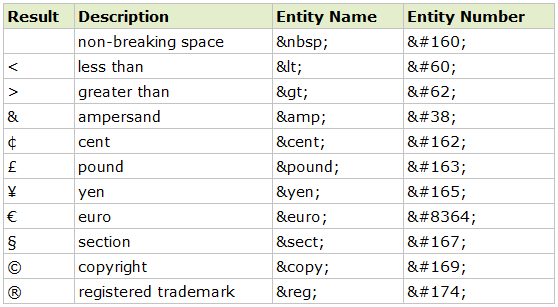 Result Description Entity Name Entity Number
non-breaking space &nbsp; &#160;
< less than &lt; &#60;
> greater than &gt; &#62;
& ampersand &amp; &#38;
¢ cent &cent; &#162;
£ pound &pound; &#163;
¥ yen &yen; &#165;
€ euro &euro; &#8364;
§ section &sect; &#167;
© copyright &copy; &#169;
® registered trademark &reg; &#174;